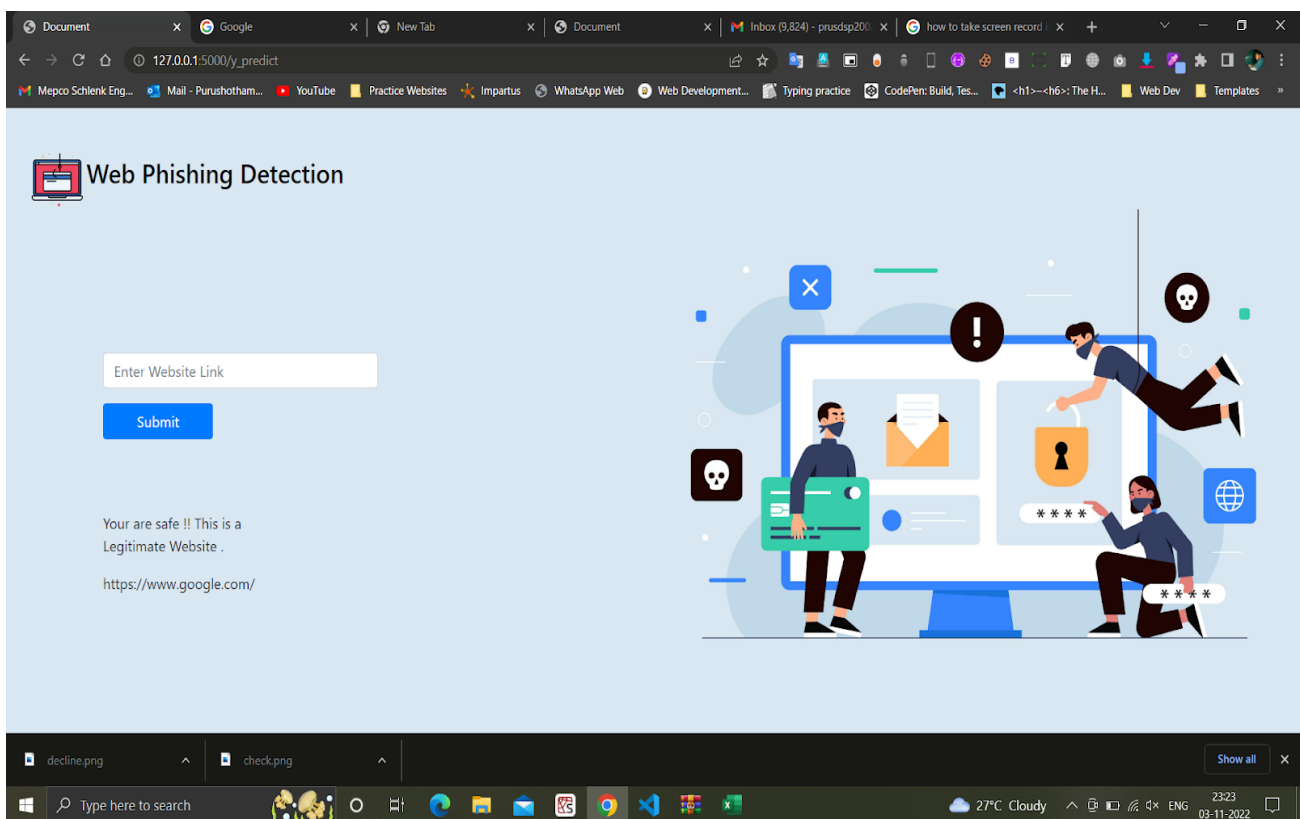 Document
Google
New Tab
Document
Inbox (9,824) - prusdsp200
how to take screen record
127.0.0.1:5000/y_predict
Mepco Schlenk Eng...
Mail - Purushotham...
YouTube
Practice Websites
Impartus
WhatsApp Web
Web Development...
Typing practice
CodePen: Build, Tes...
<h1>–<h6>: The H...
Web Dev
Templates
»
Web Phishing Detection
Enter Website Link
Submit
Your are safe !! This is a
Legitimate Website .
https://www.google.com/
!
* * * *
* * * *
decline.png
check.png
Show all
Type here to search
27°C Cloudy
ENG
23:23
03-11-2022